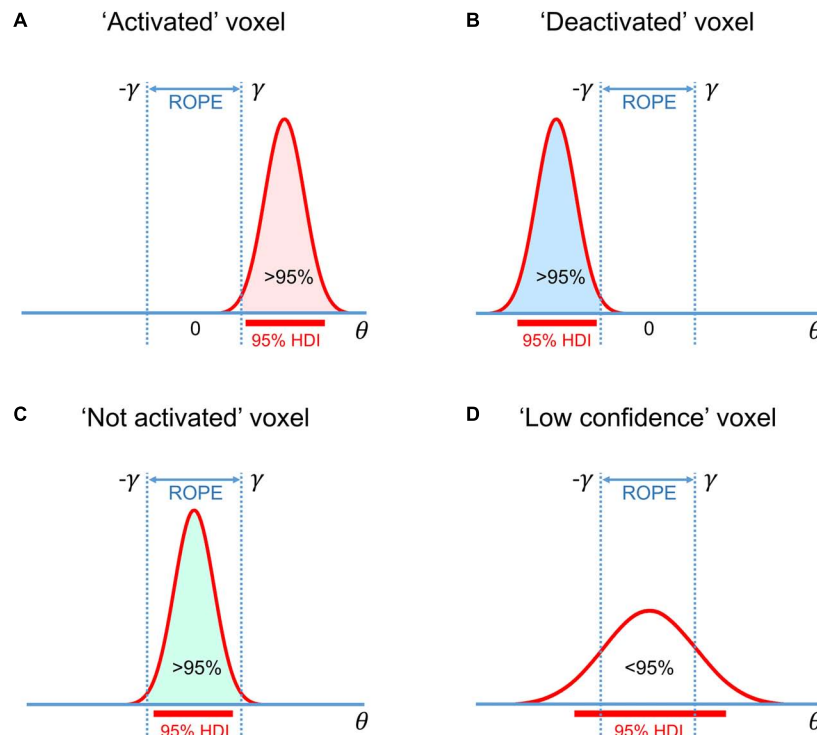 A 'Activated' voxel
-γ ROPE γ
>95%
0 θ
95% HDI
B 'Deactivated' voxel
-γ ROPE γ
>95%
0 θ
95% HDI
C 'Not activated' voxel
-γ ROPE γ
>95%
θ
95% HDI
D 'Low confidence' voxel
-γ ROPE γ
<95%
θ
95% HDI